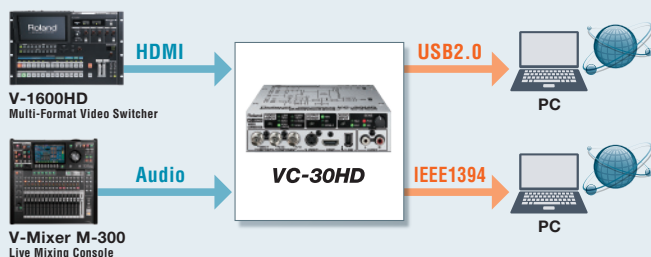 Roland
HDMI
V-1600HD
Multi-Format Video Switcher
Audio
V-Mixer M-300
Live Mixing Console
VC-30HD
USB2.0
PC
IEEE1394
PC